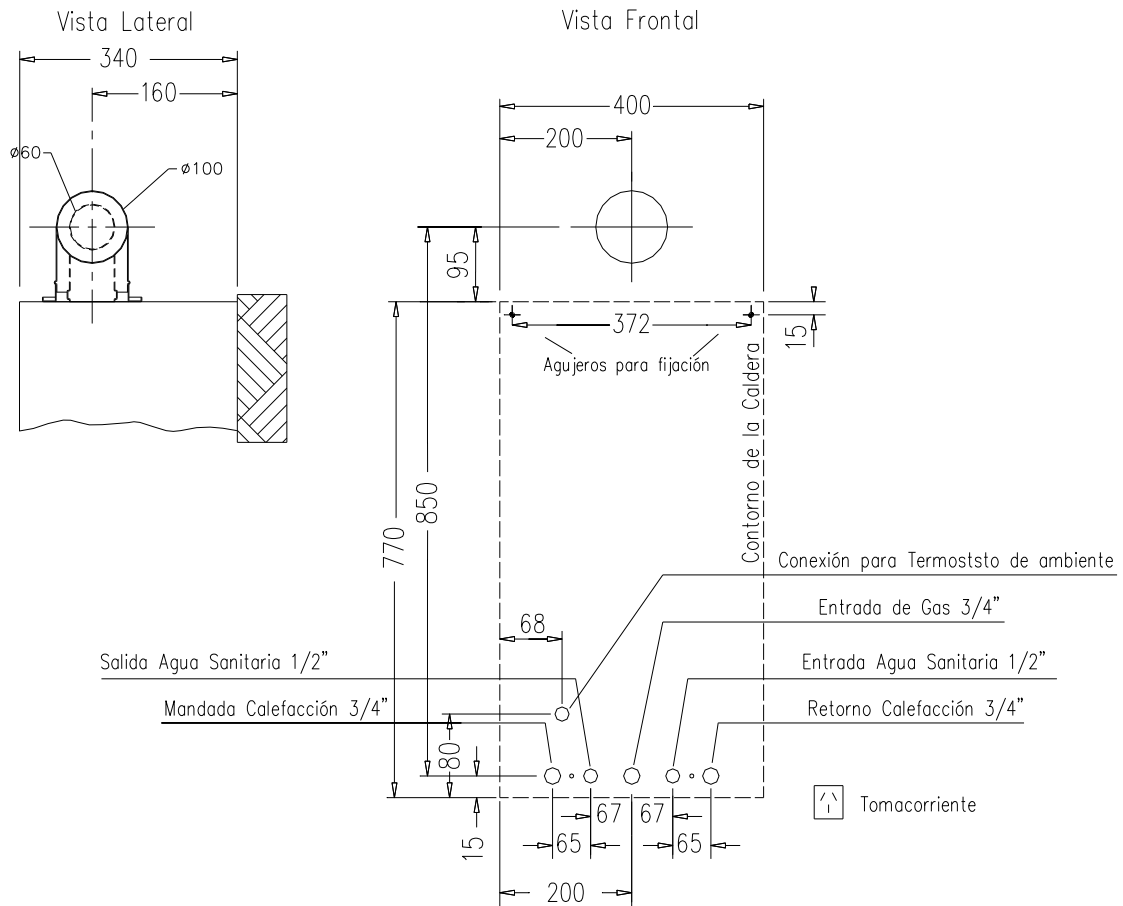 Vista Lateral
Vista Frontal
340
160
400
200
ø60
ø100
95
372
15
Agujeros para fijación
Contorno de la Caldera
850
770
Conexión para Termoststo de ambiente
Entrada de Gas 3/4”
68
Salida Agua Sanitaria 1/2”
Entrada Agua Sanitaria 1/2”
Mandada Calefacción 3/4”
Retorno Calefacción 3/4”
80
Tomacorriente
67
67
65
65
15
200